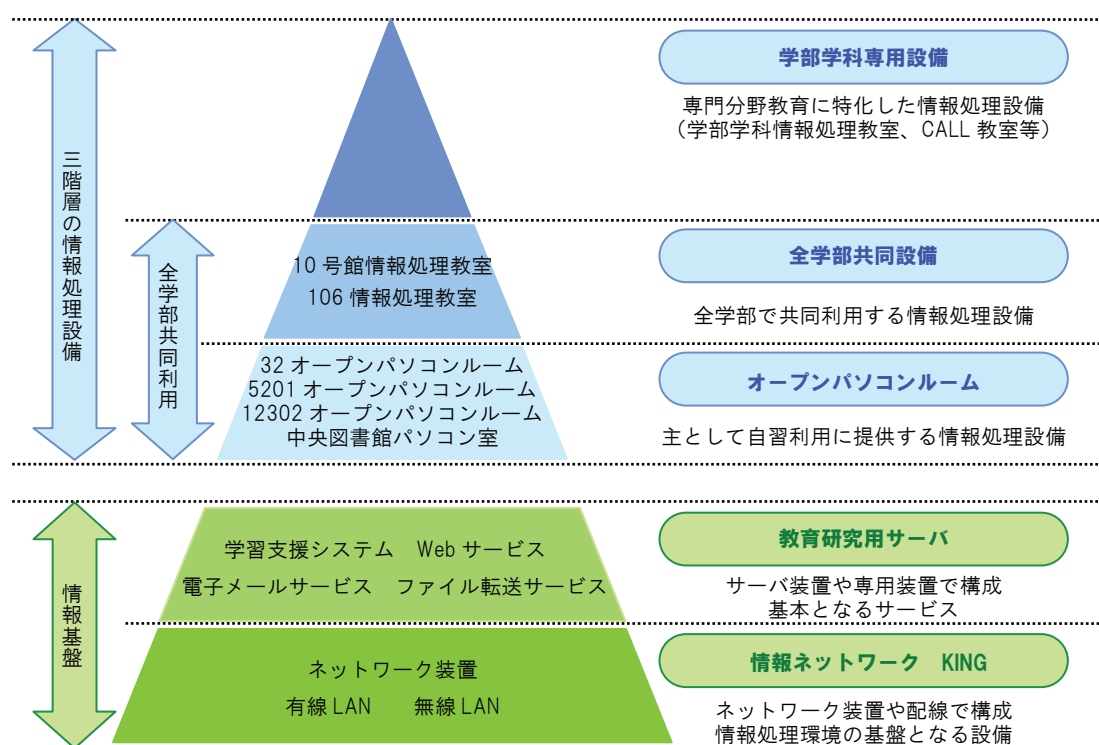 三階層の情報処理設備
全学部共同利用
学部学科専用設備
専門分野教育に特化した情報処理設備
(学部学科情報処理教室、CALL 教室等)
10 号館情報処理教室
106 情報処理教室
全学部共同設備
全学部で共同利用する情報処理設備
32 オープンパソコンルーム
5201 オープンパソコンルーム
12302 オープンパソコンルーム
中央図書館パソコン室
オープンパソコンルーム
主として自習利用に提供する情報処理設備
情報基盤
学習支援システム Web サービス
電子メールサービス ファイル転送サービス
教育研究用サーバ
サーバ装置や専用装置で構成
基本となるサービス
ネットワーク装置
有線 LAN 無線 LAN
情報ネットワーク KING
ネットワーク装置や配線で構成
情報処理環境の基盤となる設備